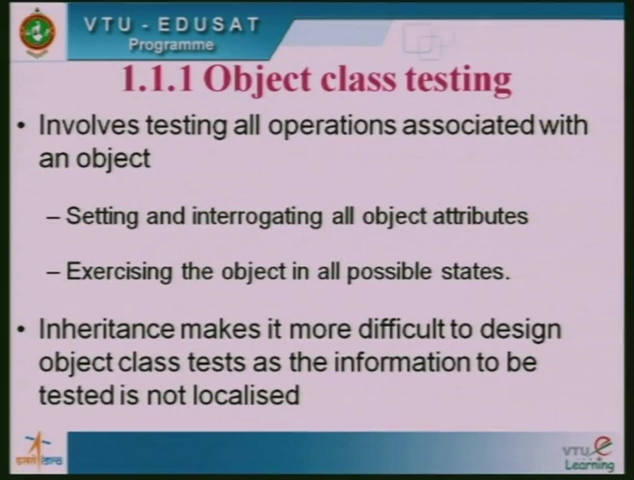 VTU - EDUSAT
Programme
1.1.1 Object class testing
• Involves testing all operations associated with
an object
– Setting and interrogating all object attributes
– Exercising the object in all possible states.
• Inheritance makes it more difficult to design
object class tests as the information to be
tested is not localised
VTU e
Learning